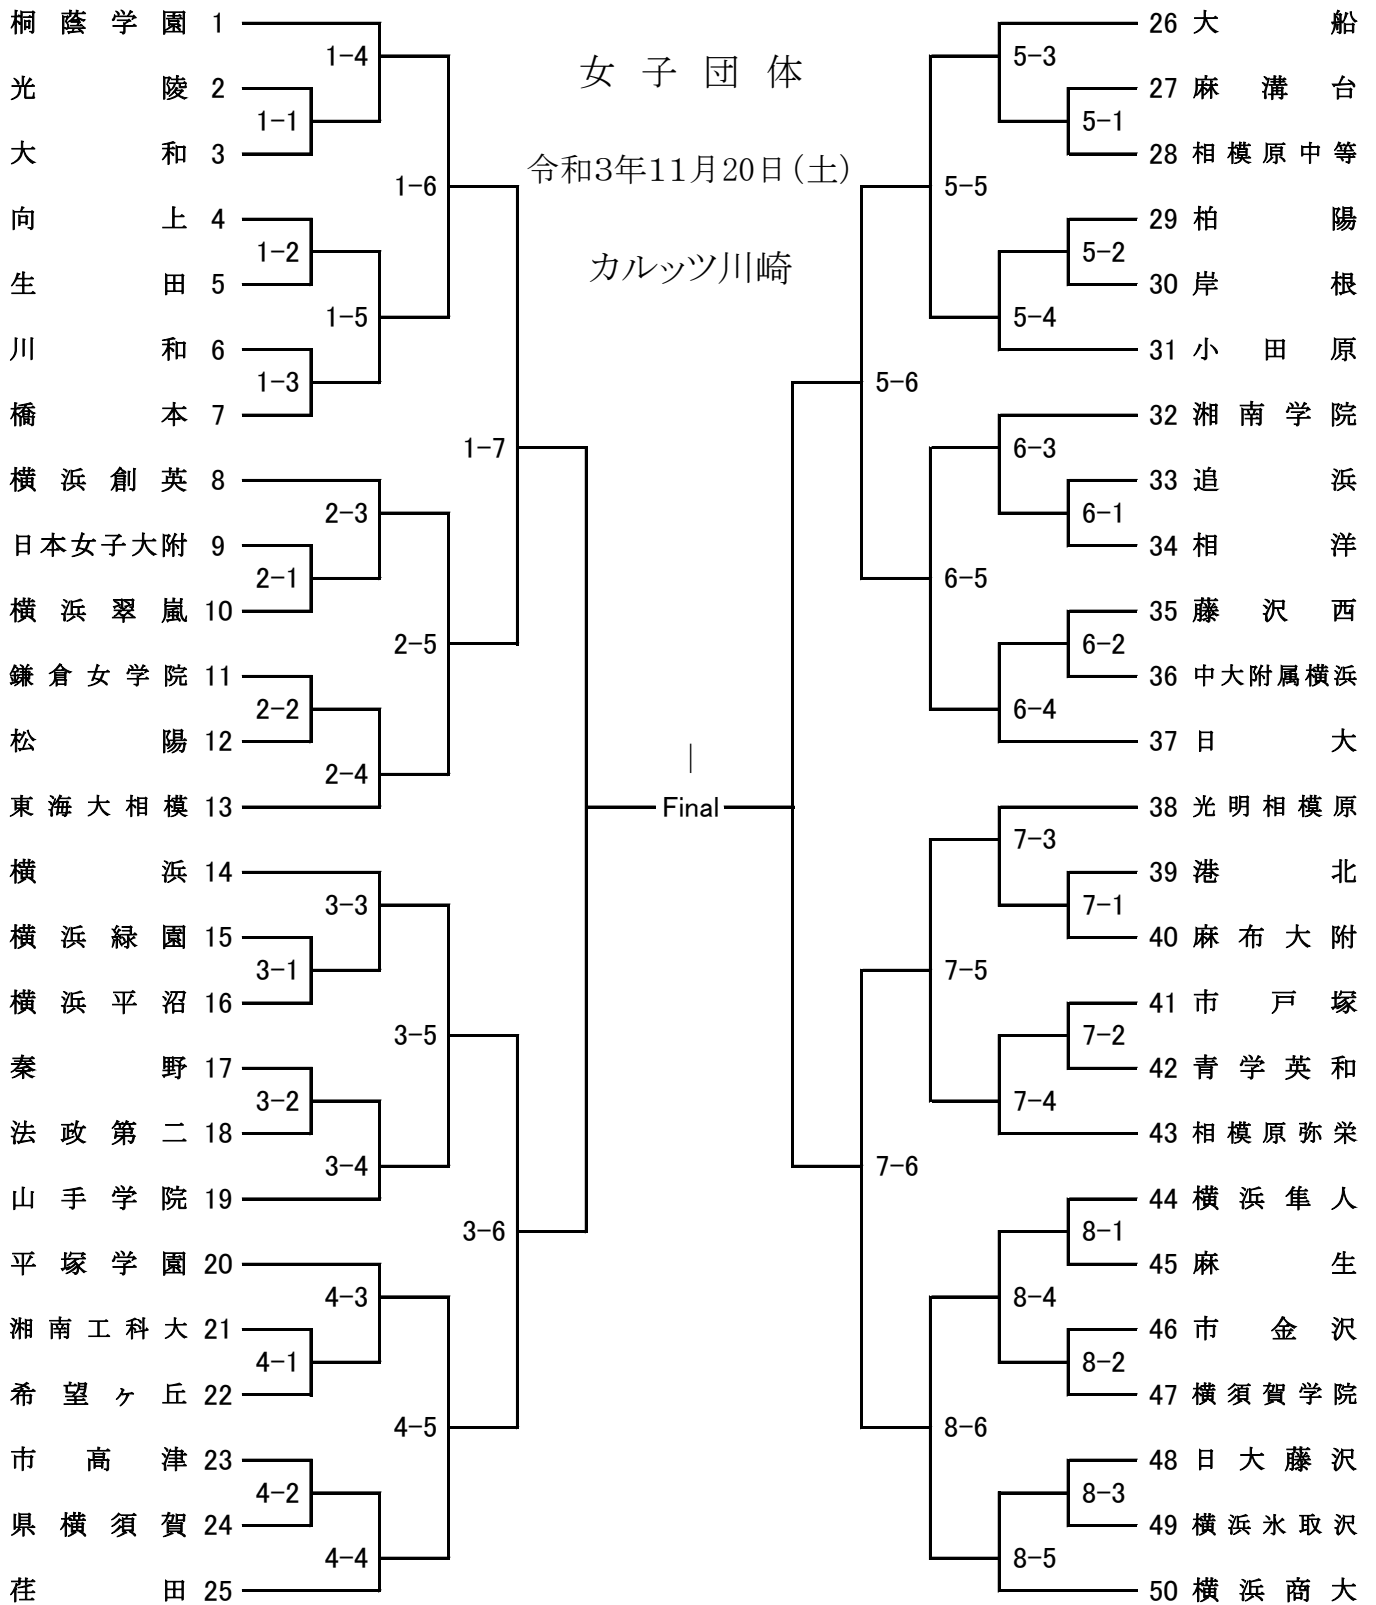 女子団体
令和3年11月20日(土)
カルッツ川崎
桐蔭学園 1
1-4
光陵 2
1-1
大和 3
1-6
向上 4
1-2
生田 5
1-5
川和 6
1-3
橋本 7
1-7
横浜創英 8
2-3
日本女子大附 9
2-1
横浜翠嵐 10
2-5
鎌倉女学院 11
2-2
松陽 12
2-4
東海大相模 13
横浜 14
3-3
横浜緑園 15
3-1
横浜平沼 16
3-5
秦野 17
3-2
法政第二 18
3-4
山手学院 19
3-6
平塚学園 20
4-3
湘南工科大 21
4-1
希望ヶ丘 22
4-5
市高津 23
4-2
県横須賀 24
4-4
荏田 25
|
Final
26 大船
5-3
27 麻溝台
5-1
28 相模原中等
5-5
29 柏陽
5-2
30 岸根
5-4
31 小田原
5-6
32 湘南学院
6-3
33 追浜
6-1
34 相洋
6-5
35 藤沢西
6-2
36 中大附属横浜
6-4
37 日大
38 光明相模原
7-3
39 港北
7-1
40 麻布大附
7-5
41 市戸塚
7-2
42 青学英和
7-4
43 相模原弥栄
7-6
44 横浜隼人
8-1
45 麻生
8-4
46 市金沢
8-2
47 横須賀学院
8-6
48 日大藤沢
8-3
49 横浜氷取沢
8-5
50 横浜商大